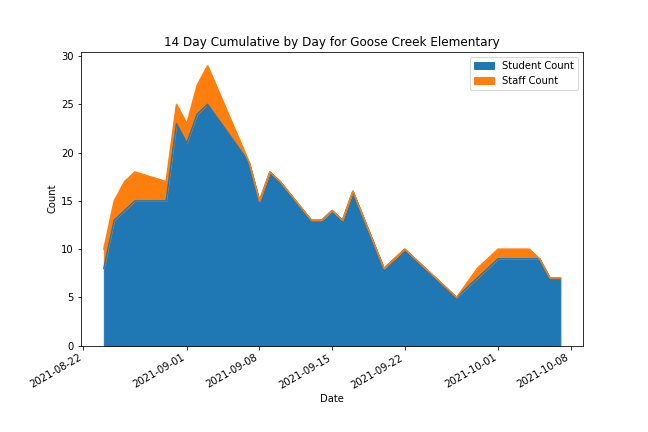 14 Day Cumulative by Day for Goose Creek Elementary
30
25
20
15
10
5
0
Count
Student Count
Staff Count
2021-08-22
2021-09-01
2021-09-08
2021-09-15
2021-09-22
2021-10-01
2021-10-08
Date